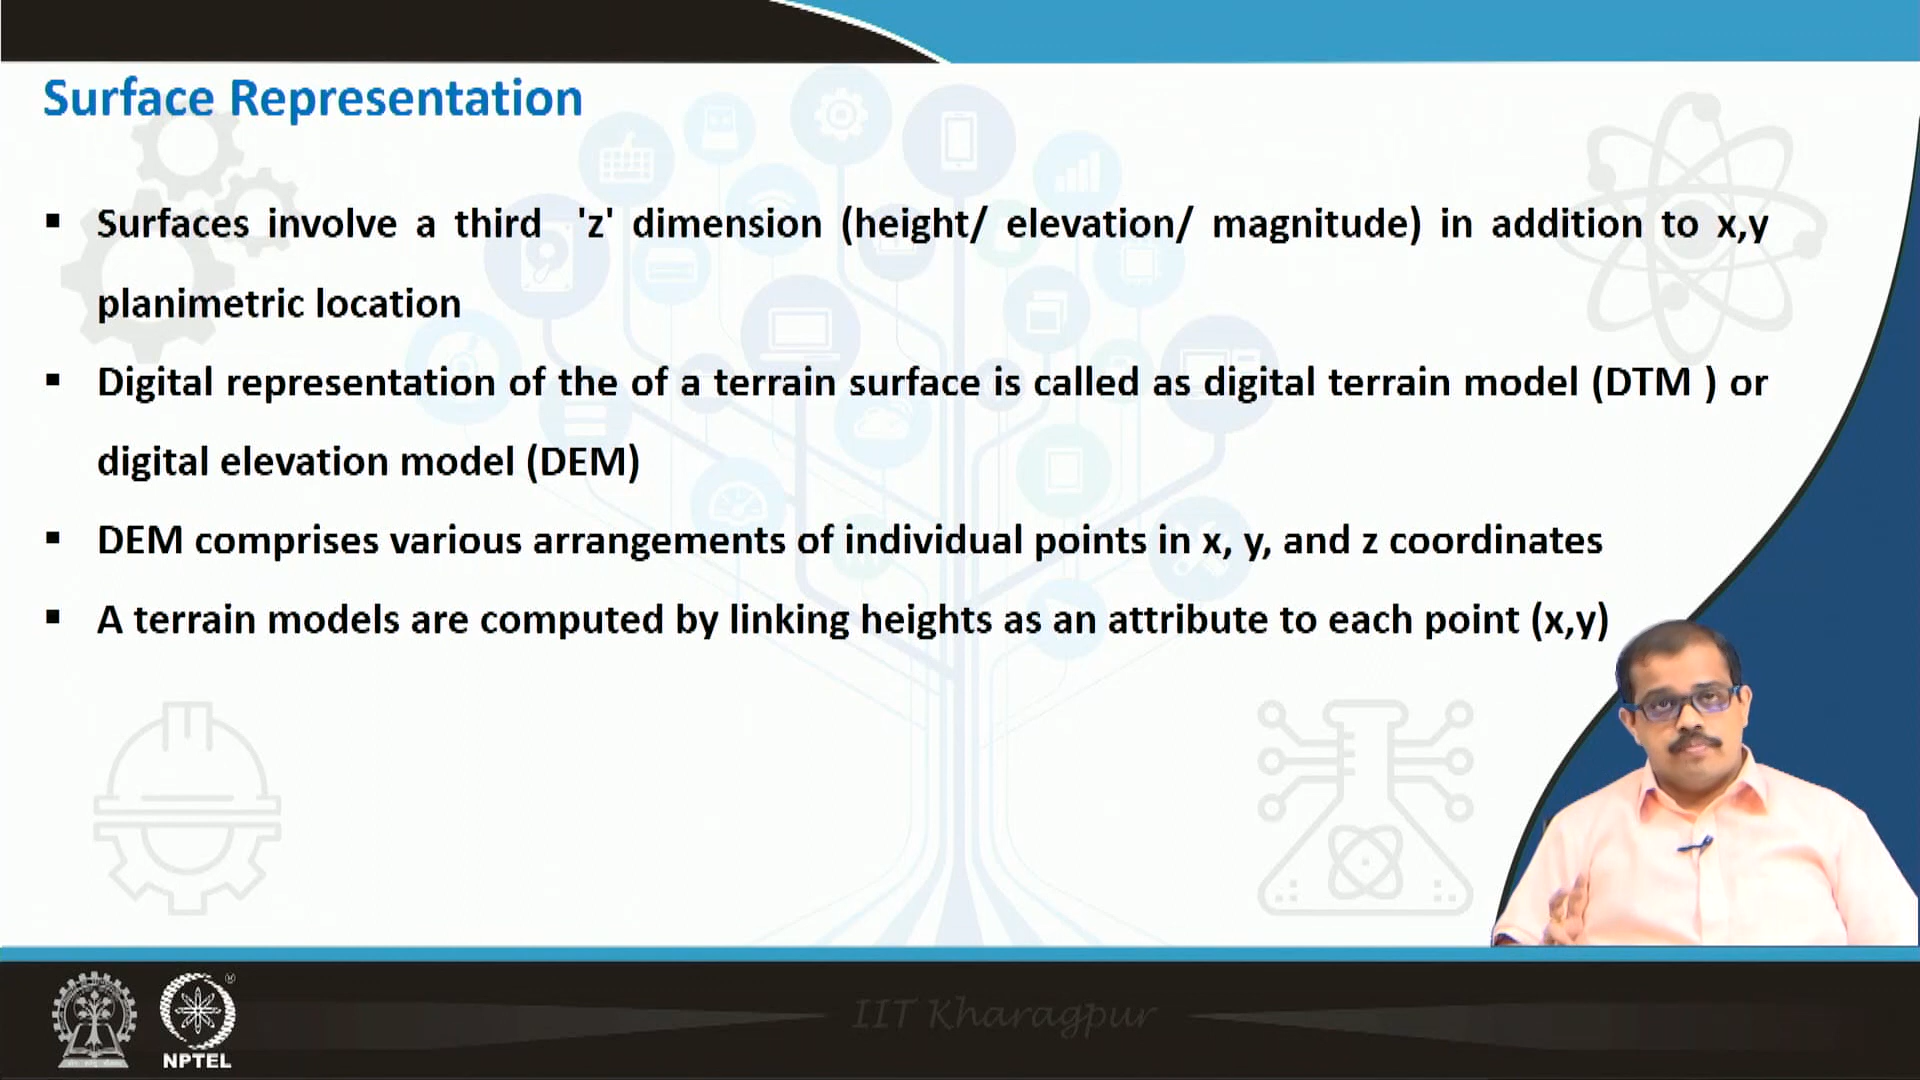 Surface Representation
▪ Surfaces involve a third 'z' dimension (height/ elevation/ magnitude) in addition to x,y
planimetric location
▪ Digital representation of the of a terrain surface is called as digital terrain model (DTM ) or
digital elevation model (DEM)
▪ DEM comprises various arrangements of individual points in x, y, and z coordinates
▪ A terrain models are computed by linking heights as an attribute to each point (x,y)
IIT Kharagpur
NPTEL